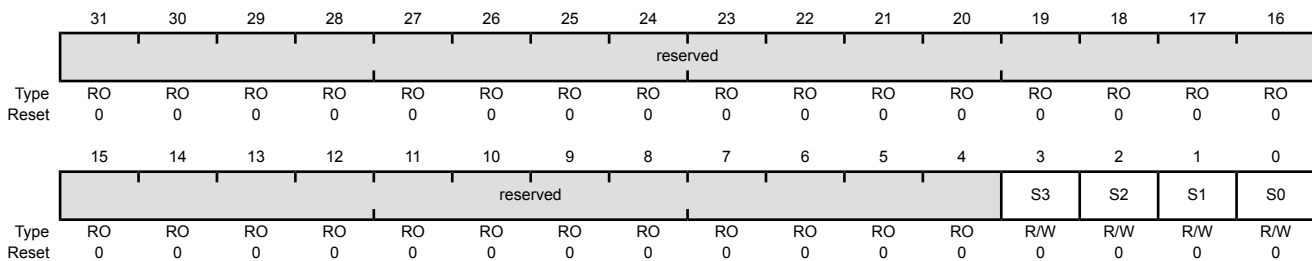 31 30 29 28 27 26 25 24 23 22 21 20 19 18 17 16
reserved
Type RO RO RO RO RO RO RO RO RO RO RO RO RO RO RO RO
Reset 0 0 0 0 0 0 0 0 0 0 0 0 0 0 0 0
15 14 13 12 11 10 9 8 7 6 5 4 3 2 1 0
reserved S3 S2 S1 S0
Type RO RO RO RO RO RO RO RO RO RO RO RO R/W R/W R/W R/W
Reset 0 0 0 0 0 0 0 0 0 0 0 0 0 0 0 0